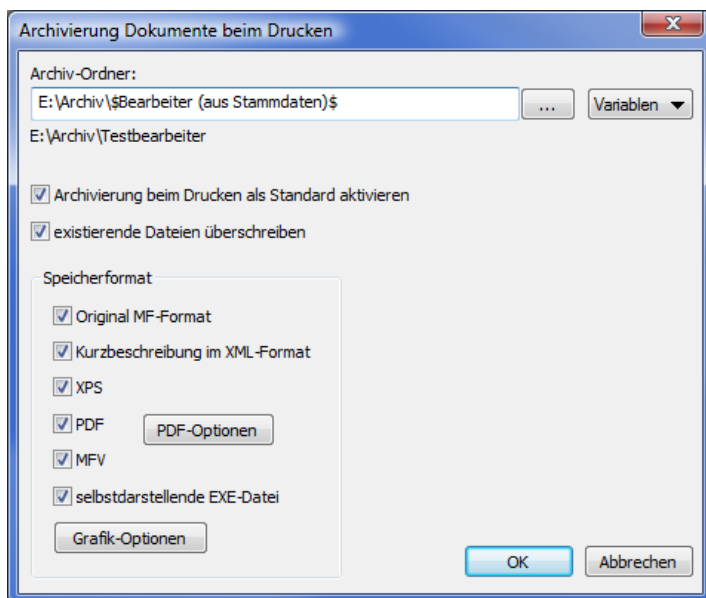 Archivierung Dokumente beim Drucken
Archiv-Ordner:
E:\Archiv\$Bearbeiter (aus Stammdaten)$
...
Variablen
E:\Archiv\Testbearbeiter
Archivierung beim Drucken als Standard aktivieren
existierende Dateien überschreiben
Speicherformat
Original MF-Format
Kurzbeschreibung im XML-Format
XPS
PDF
PDF-Optionen
MFV
selbstdarstellende EXE-Datei
Grafik-Optionen
OK
Abbrechen